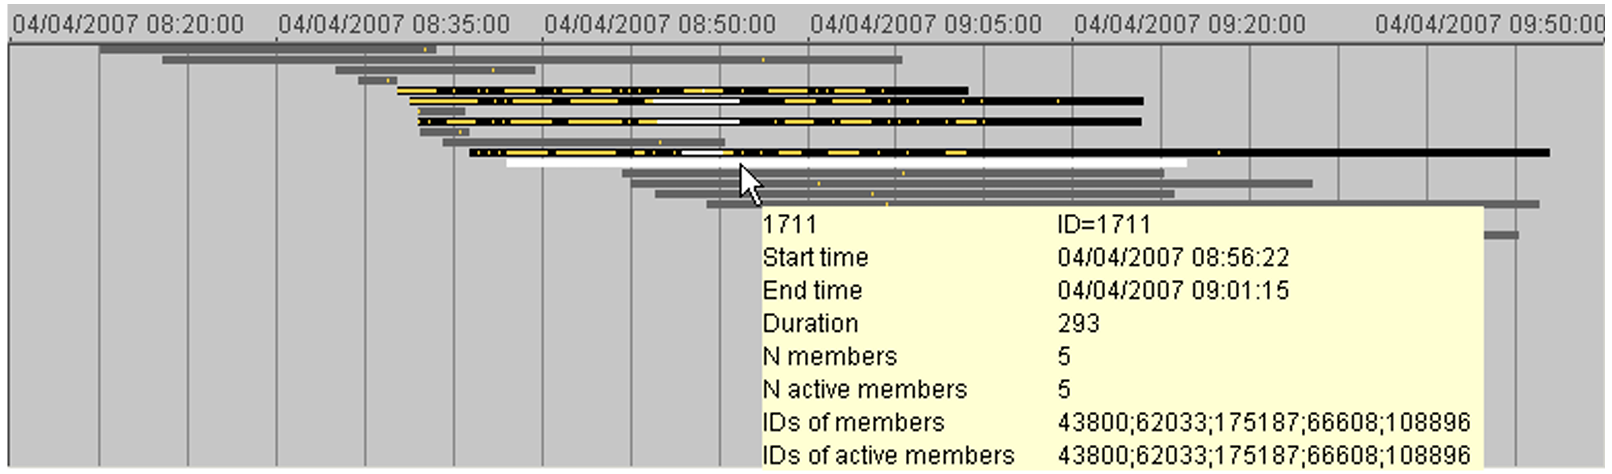 04/04/2007 08:20:00 04/04/2007 08:35:00 04/04/2007 08:50:00 04/04/2007 09:05:00 04/04/2007 09:20:00 04/04/2007 09:50:00
1711 ID=1711
Start time 04/04/2007 08:56:22
End time 04/04/2007 09:01:15
Duration 293
N members 5
N active members 5
IDs of members 43800;62033;175187;66608;108896
IDs of active members 43800;62033;175187;66608;108896